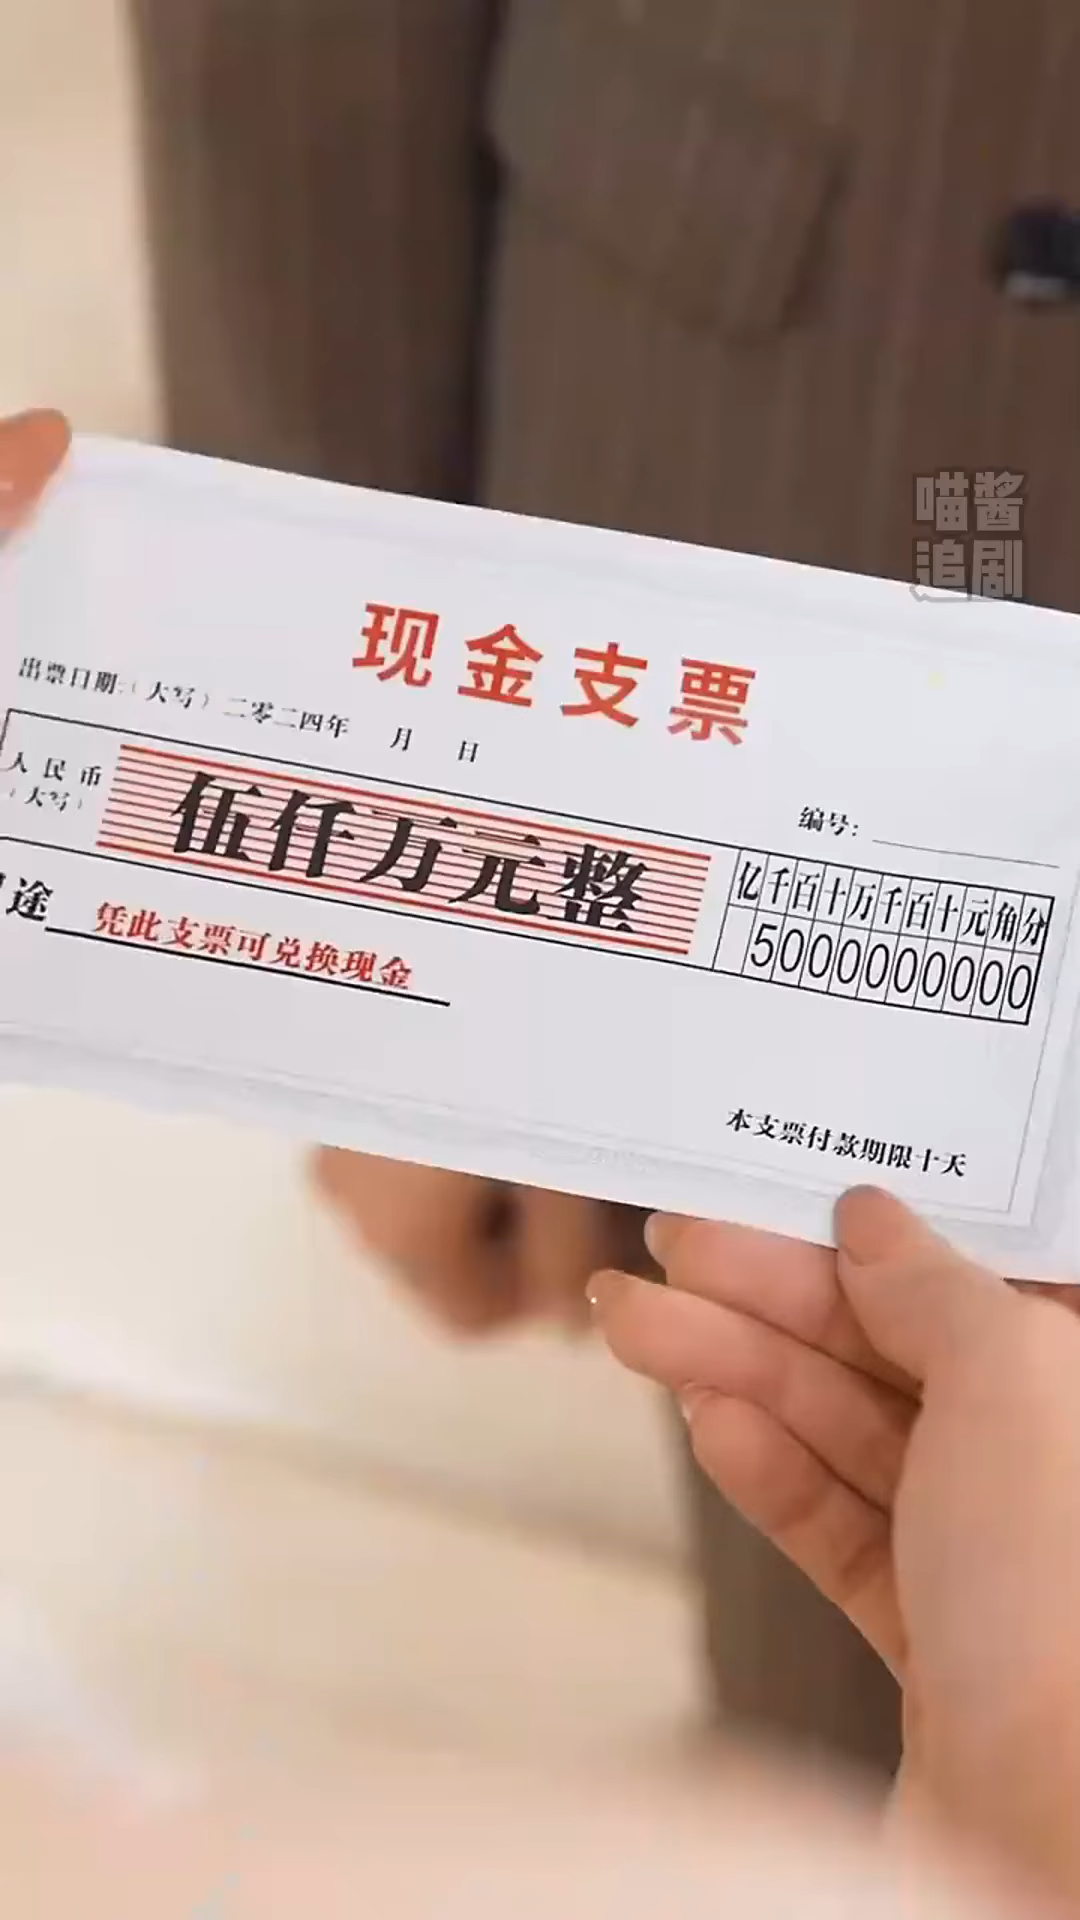 喵酱
追剧
现金支票
出票日期:（大写）二零二四年 月 日
编号:
人民币
（大写）
伍仟万元整
亿千百十万千百十元角分
5000000000
途 凭此支票可兑换现金
本支票付款期限十天